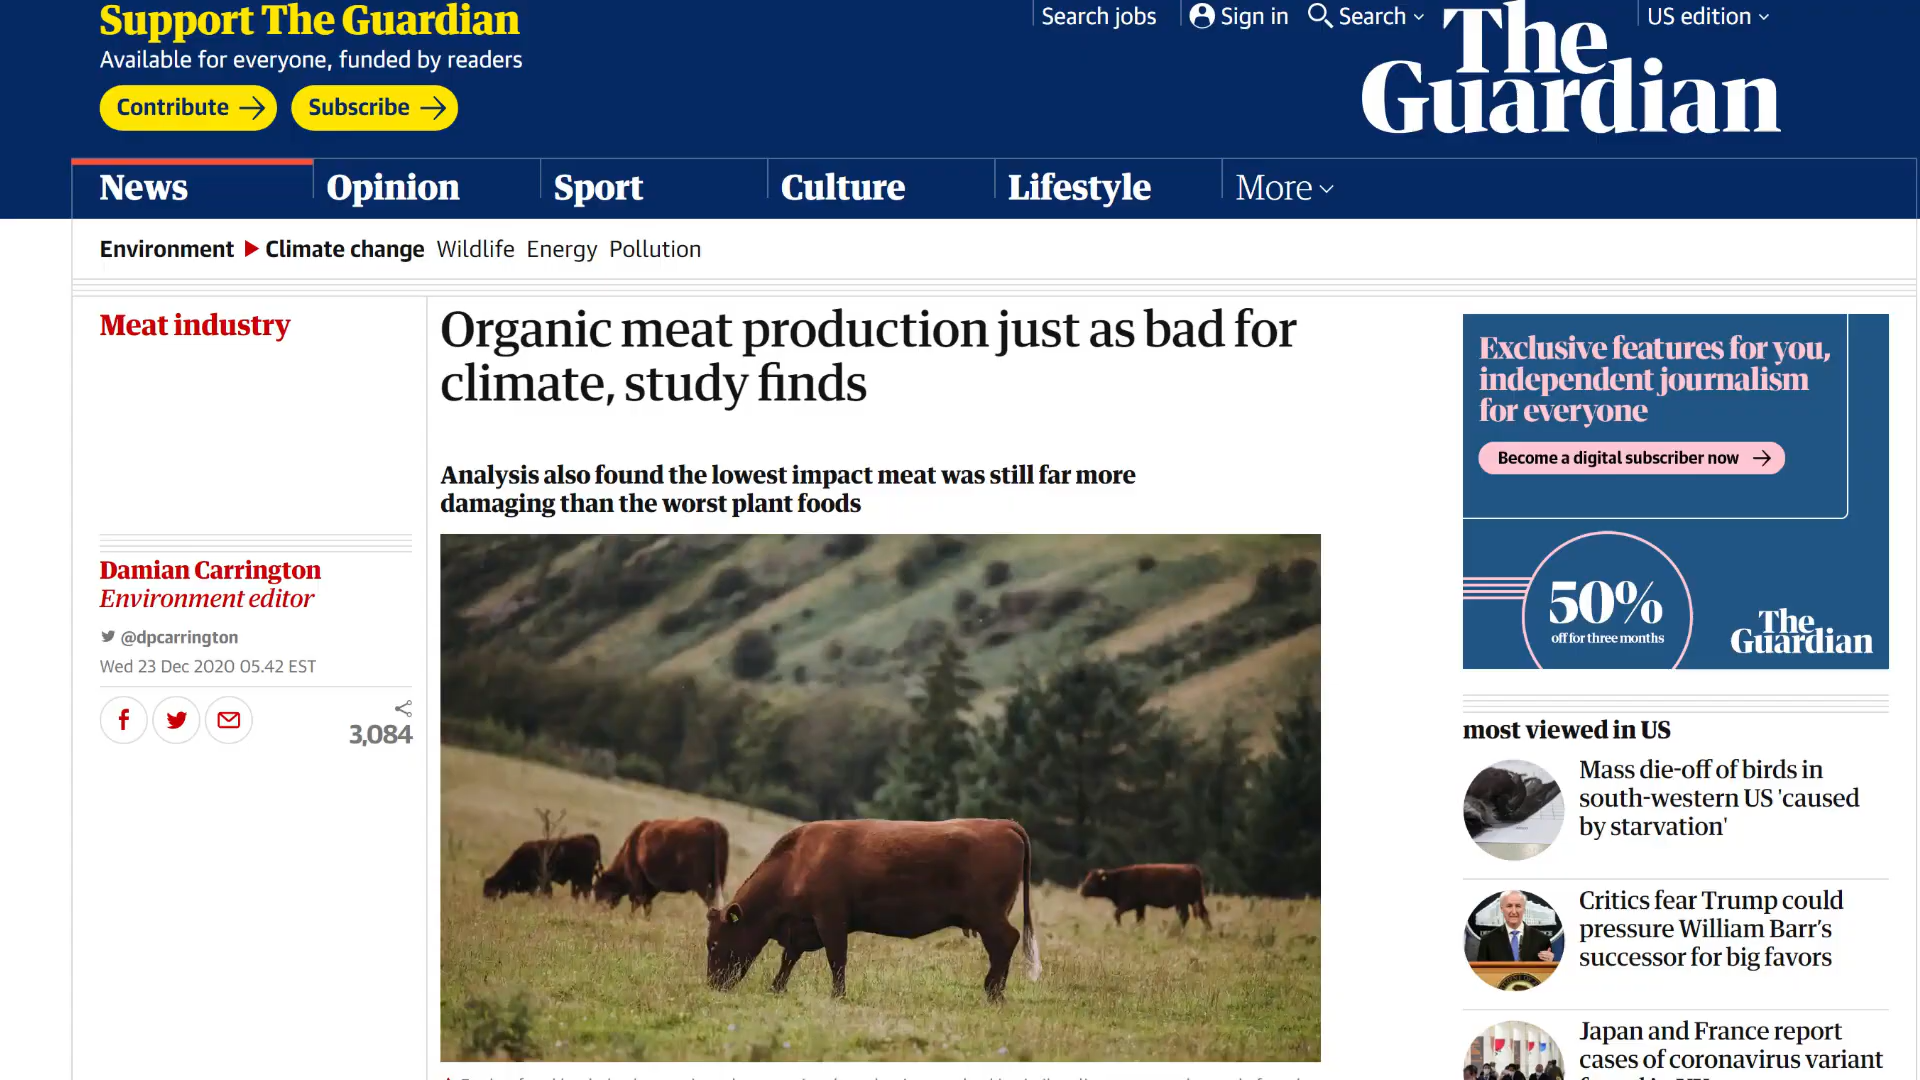 Support The Guardian
Available for everyone, funded by readers
Contribute
Subscribe
Search jobs
Sign in
Search
US edition
The
Guardian
News
Opinion
Sport
Culture
Lifestyle
More
Environment
Climate change
Wildlife
Energy
Pollution
Meat industry
Organic meat production just as bad for
climate, study finds
Analysis also found the lowest impact meat was still far more
damaging than the worst plant foods
Damian Carrington
Environment editor
@dpcarrington
Wed 23 Dec 2020 05.42 EST
3,084
Exclusive features for you,
independent journalism
for everyone
Become a digital subscriber now
50%
off for three months
The
Guardian
most viewed in US
Mass die-off of birds in
south-western US 'caused
by starvation'
Critics fear Trump could
pressure William Barr's
successor for big favors
Japan and France report
cases of coronavirus variant